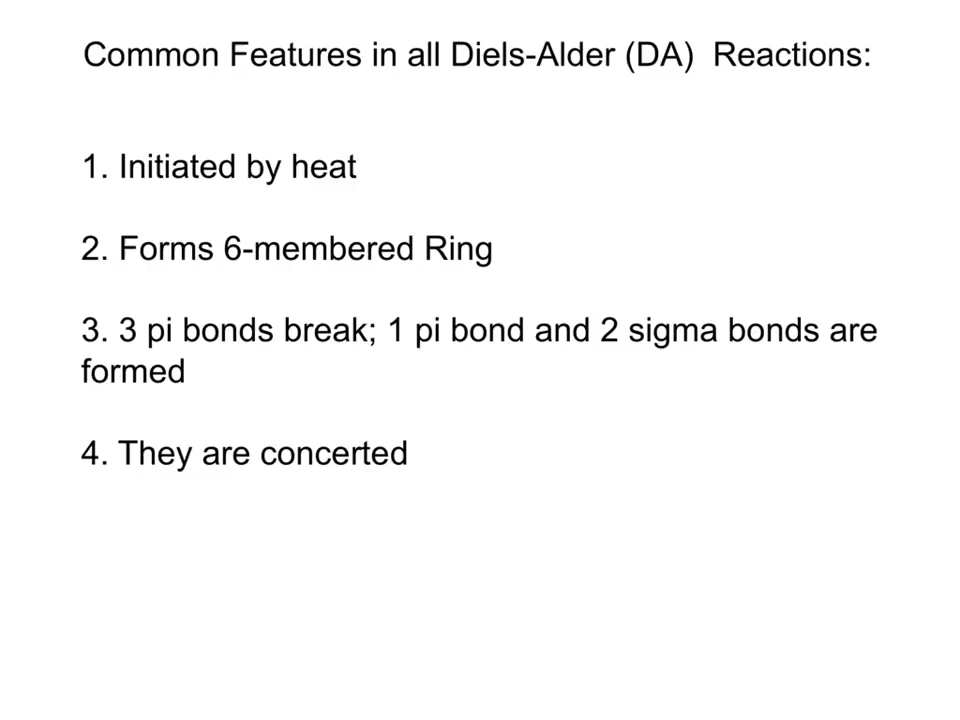 Common Features in all Diels-Alder (DA)  Reactions:
1. Initiated by heat
2. Forms 6-membered Ring
3. 3 pi bonds break; 1 pi bond and 2 sigma bonds are
formed
4. They are concerted